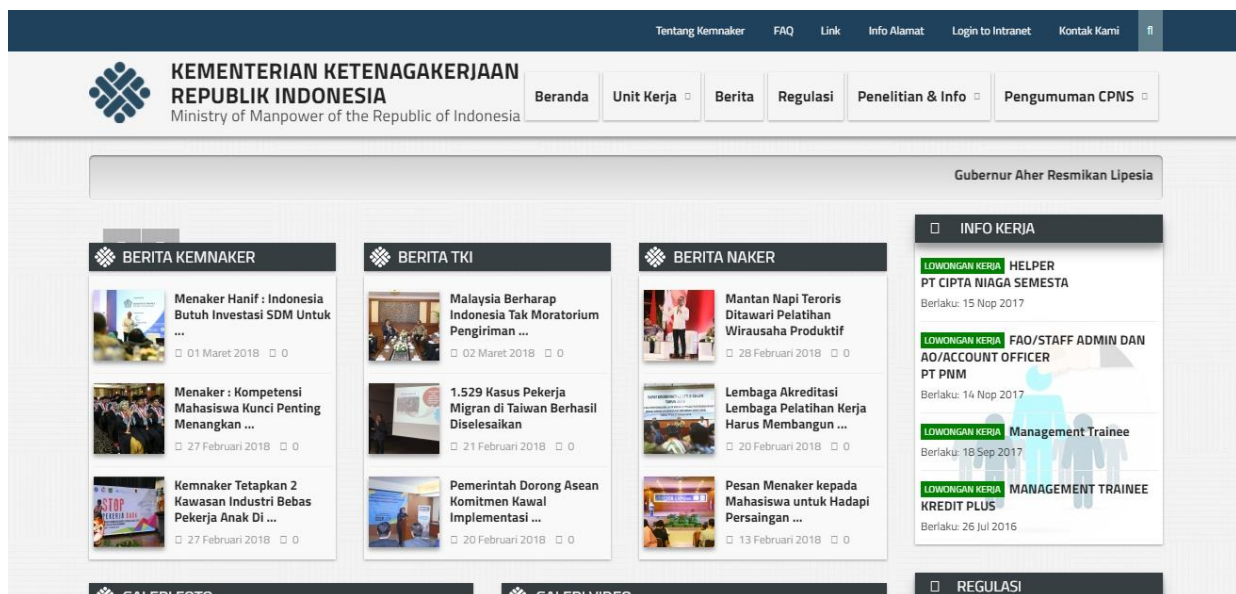 Tentang Kemnaker FAQ Link Info Alamat Login to Intranet Kontak Kami
KEMENTERIAN KETENAGAKERJAAN
REPUBLIK INDONESIA
Ministry of Manpower of the Republic of Indonesia
Beranda Unit Kerja Berita Regulasi Penelitian & Info Pengumuman CPNS
Gubernur Aher Resmikan Lipesia
BERITA KEMNAKER
Menaker Hanif : Indonesia
Butuh Investasi SDM Untuk
...
01 Maret 2018 0
Menaker : Kompetensi
Mahasiswa Kunci Penting
Menangkan ...
27 Februari 2018 0
Kemnaker Tetapkan 2
Kawasan Industri Bebas
Pekerja Anak Di ...
27 Februari 2018 0
BERITA TKI
Malaysia Berharap
Indonesia Tak Moratorium
Pengiriman ...
02 Maret 2018 0
1.529 Kasus Pekerja
Migran di Taiwan Berhasil
Diselesaikan
21 Februari 2018 0
Pemerintah Dorong Asean
Komitmen Kawal
Implementasi ...
20 Februari 2018 0
BERITA NAKER
Mantan Napi Teroris
Ditawari Pelatihan
Wirausaha Produktif
28 Februari 2018 0
Lembaga Akreditasi
Lembaga Pelatihan Kerja
Harus Membangun ...
20 Februari 2018 0
Pesan Menaker kepada
Mahasiswa untuk Hadapi
Persaingan ...
13 Februari 2018 0
INFO KERJA
LOWONGAN KERJA HELPER
PT CIPTA NIAGA SEMESTA
Berlaku: 15 Nop 2017
LOWONGAN KERJA FAO/STAFF ADMIN DAN
AO/ACCOUNT OFFICER
PT PNM
Berlaku: 14 Nop 2017
LOWONGAN KERJA Management Trainee
Berlaku: 18 Sep 2017
LOWONGAN KERJA MANAGEMENT TRAINEE
KREDIT PLUS
Berlaku: 26 Jul 2016
REGULASI
STOP
PEKERJA ANAK
GALERI FOTO
GALERI VIDEO